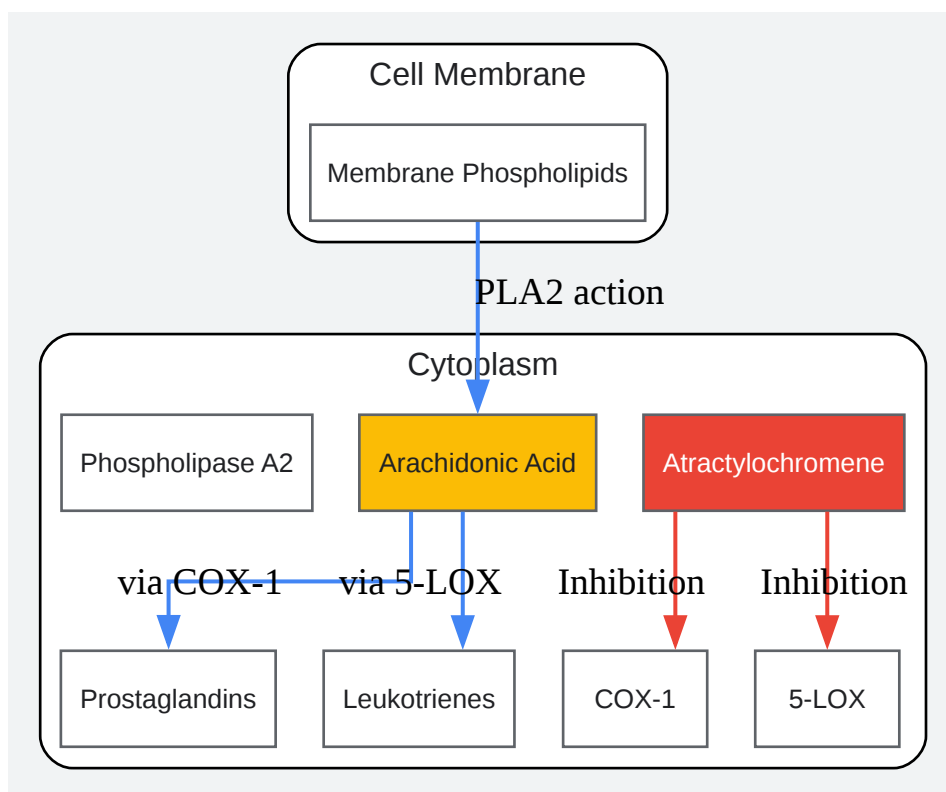 Cell Membrane
Membrane Phospholipids
PLA2 action
Cytoplasm
Phospholipase A2
Arachidonic Acid
Atractylochromene
via COX-1
via 5-LOX
Inhibition
Inhibition
Prostaglandins
Leukotrienes
COX-1
5-LOX